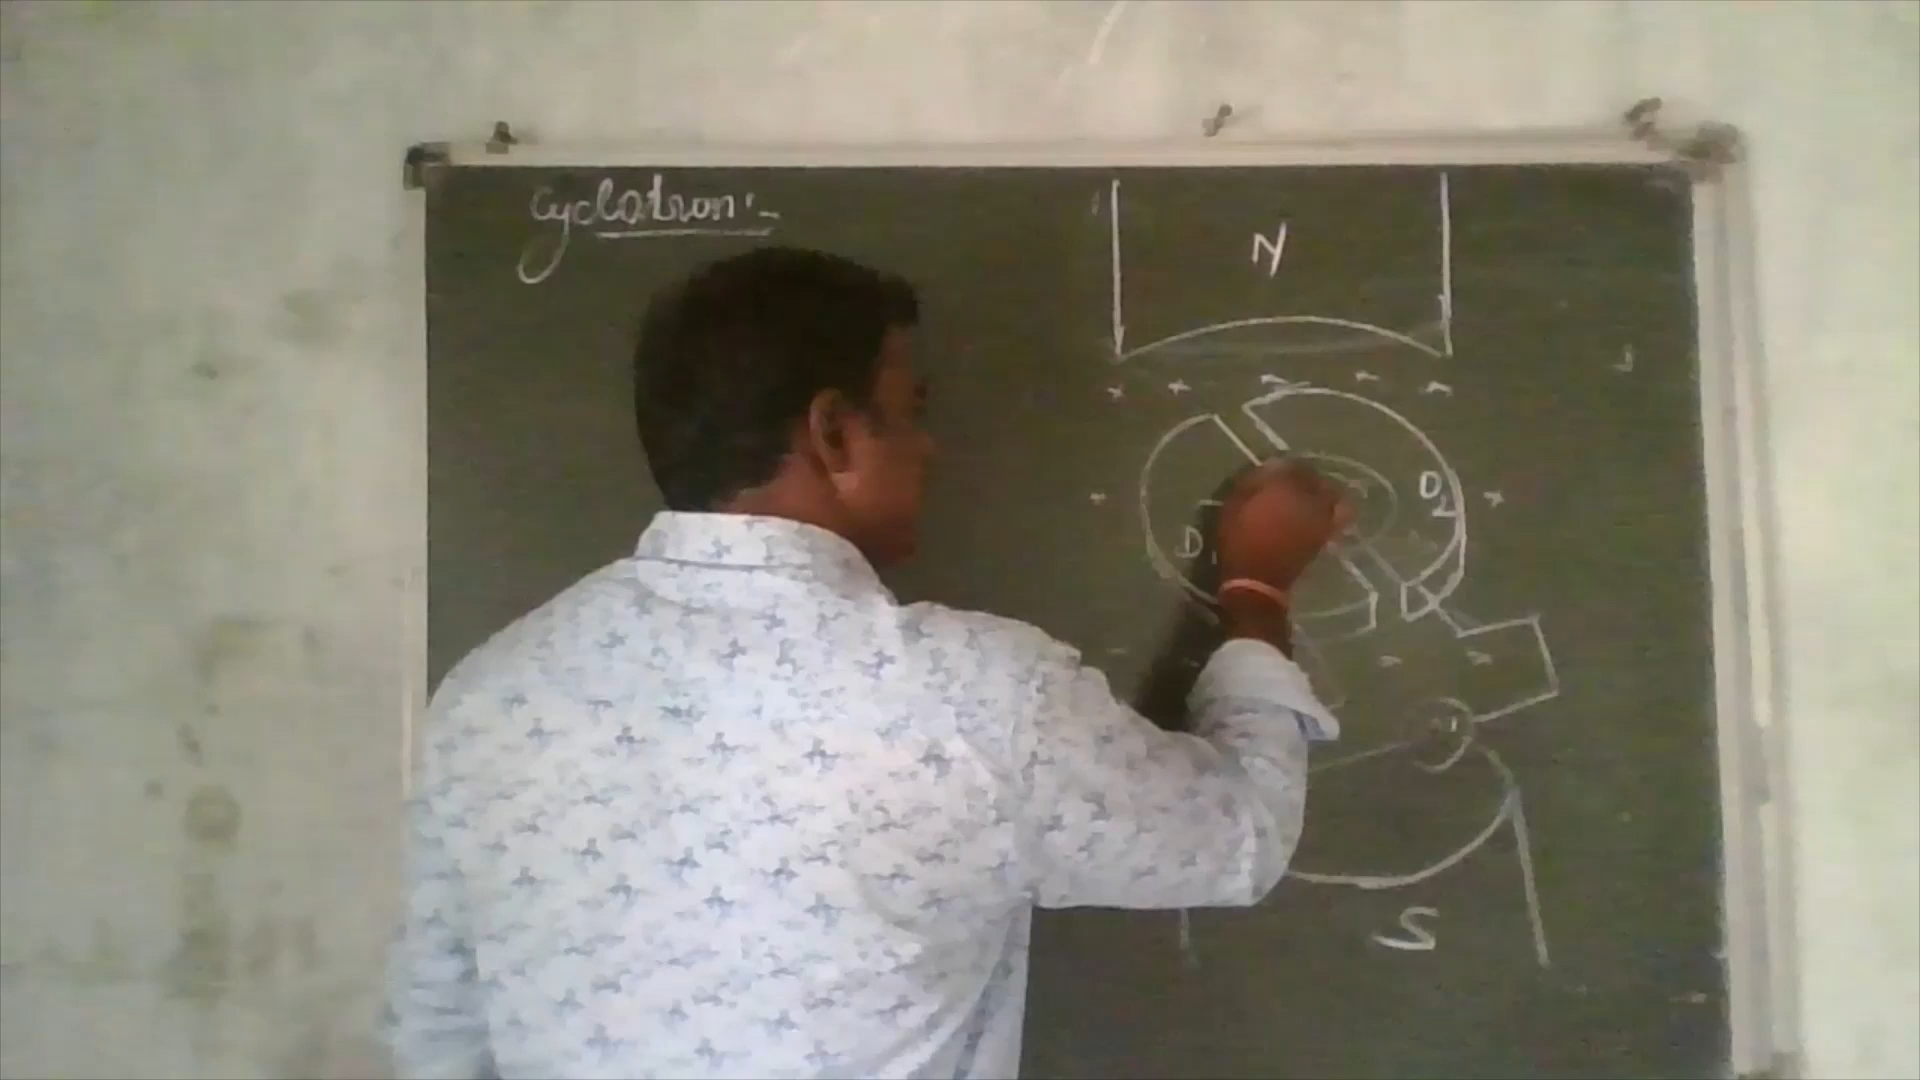 Cyclotron :-
N
D2
D1
S